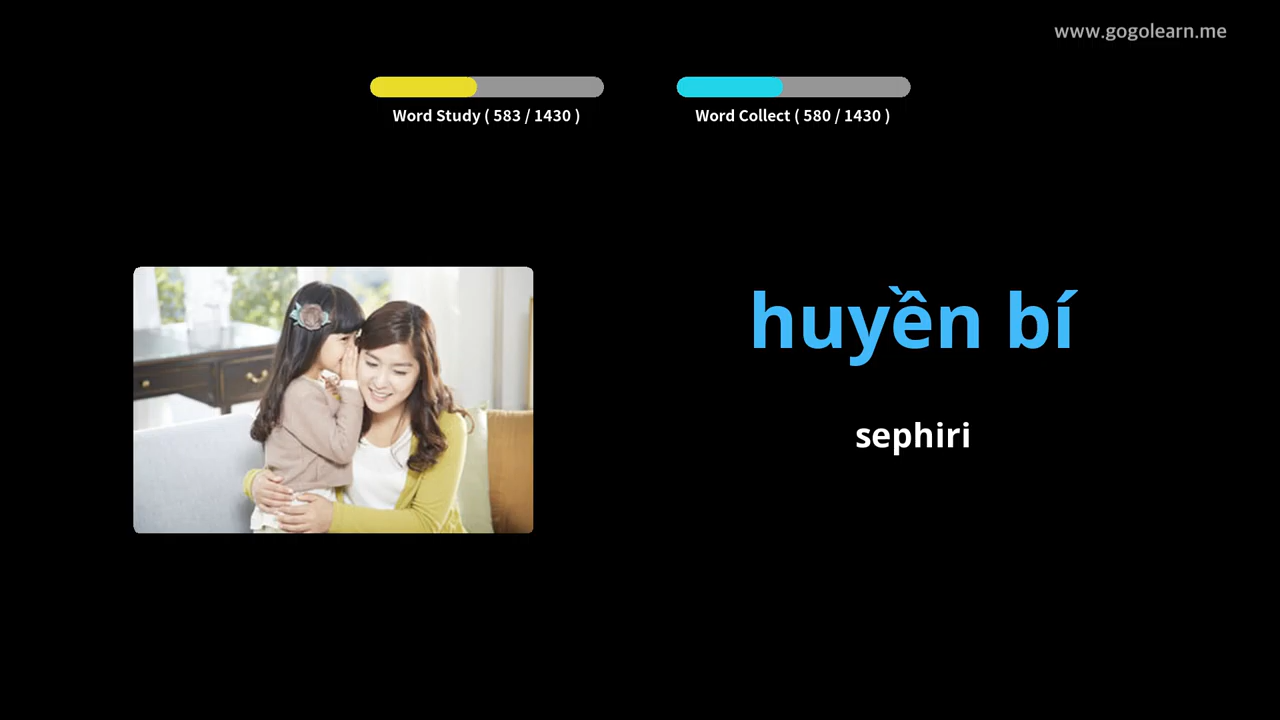 www.gogolearn.me
Word Study ( 583 / 1430 )
Word Collect ( 580 / 1430 )
huyền bí
sephiri